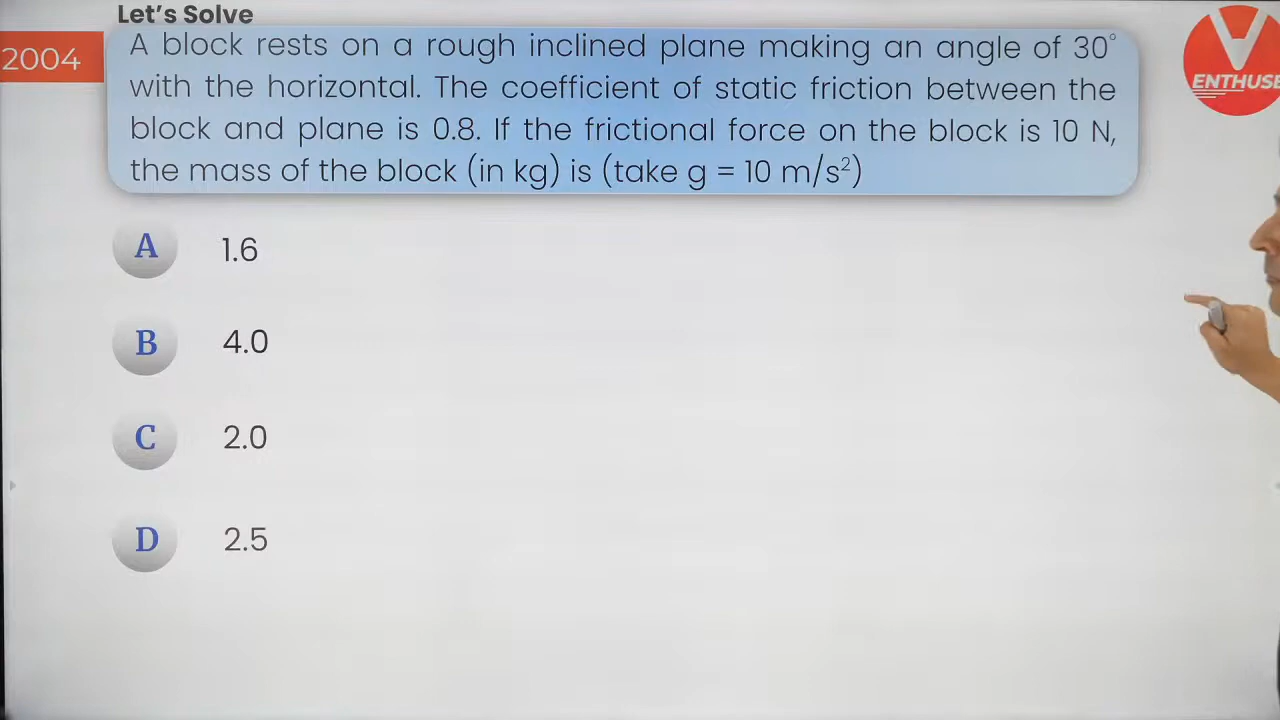 Let's Solve
2004
A block rests on a rough inclined plane making an angle of 30°
with the horizontal. The coefficient of static friction between the
block and plane is 0.8. If the frictional force on the block is 10 N,
the mass of the block (in kg) is (take g = 10 m/s²)
V
ENTHUSE
A 1.6
B 4.0
C 2.0
D 2.5